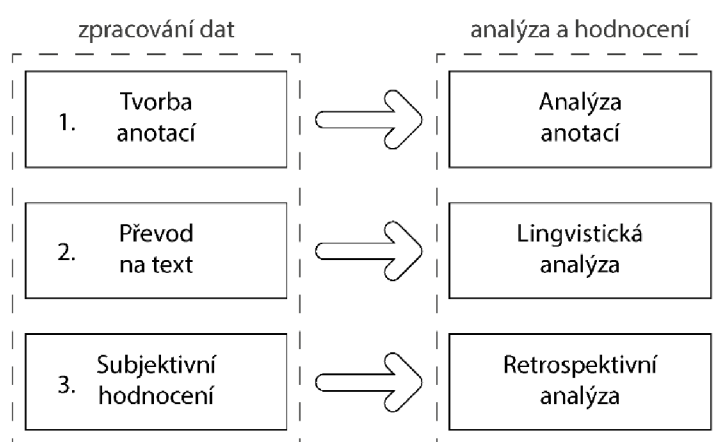 zpracování dat
analýza a hodnocení
1. Tvorba
anotací
Analýza
anotací
2. Převod
na text
Lingvistická
analýza
3. Subjektivní
hodnocení
Retrospektivní
analýza